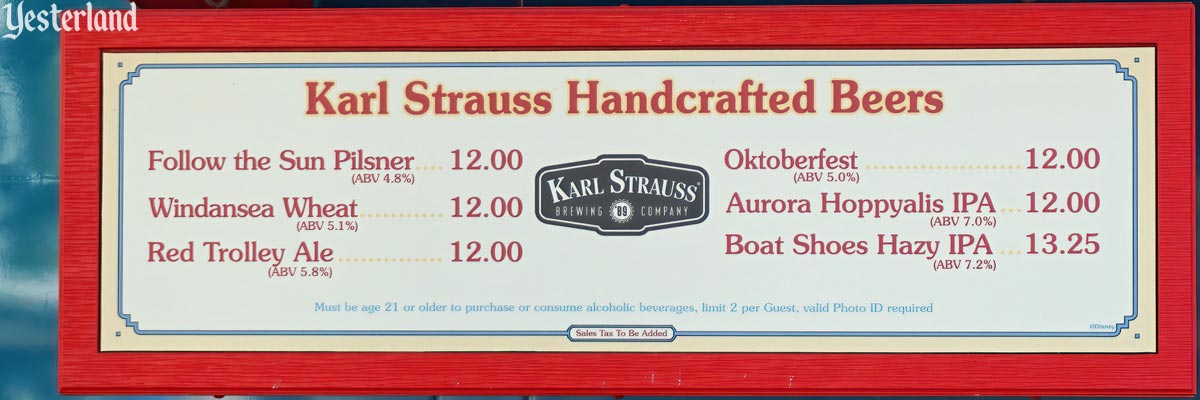 Yesterland
Karl Strauss Handcrafted Beers
Follow the Sun Pilsner .... 12.00
(ABV 4.8%)
Windansea Wheat ............. 12.00
(ABV 5.1%)
Red Trolley Ale ................ 12.00
(ABV 5.8%)
KARL STRAUSS®
BREWING '89 COMPANY
Oktoberfest ........................ 12.00
(ABV 5.0%)
Aurora Hoppyalis IPA ... 12.00
(ABV 7.0%)
Boat Shoes Hazy IPA ... 13.25
(ABV 7.2%)
Must be age 21 or older to purchase or consume alcoholic beverages, limit 2 per Guest, valid Photo ID required
Sales Tax To Be Added
©Disney